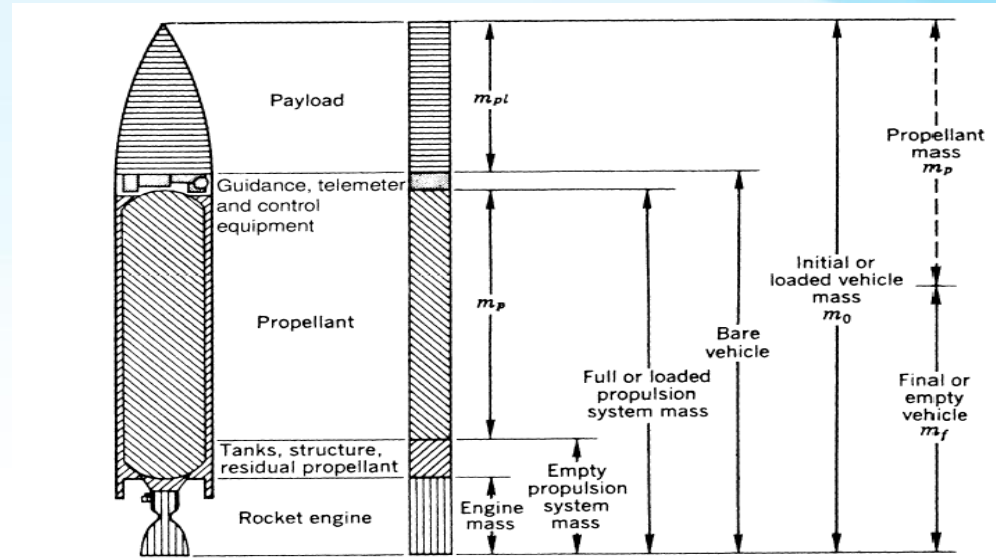 Payload
m_pl
Guidance, telemeter
and control
equipment
Propellant
m_p
Tanks, structure,
residual propellant
Rocket engine
Engine
mass
Empty
propulsion
system
mass
Full or loaded
propulsion
system mass
Bare
vehicle
Initial or
loaded vehicle
mass
m_0
Propellant
mass
m_p
Final or
empty
vehicle
m_f